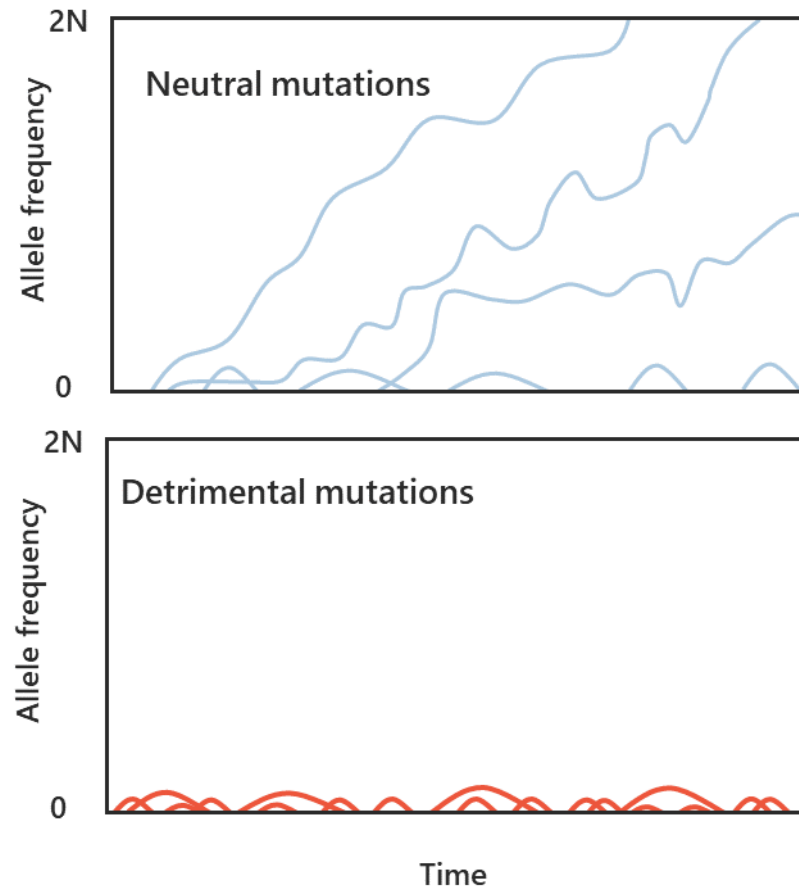 2N
Neutral mutations
Allele frequency
0
2N
Detrimental mutations
Allele frequency
0
Time